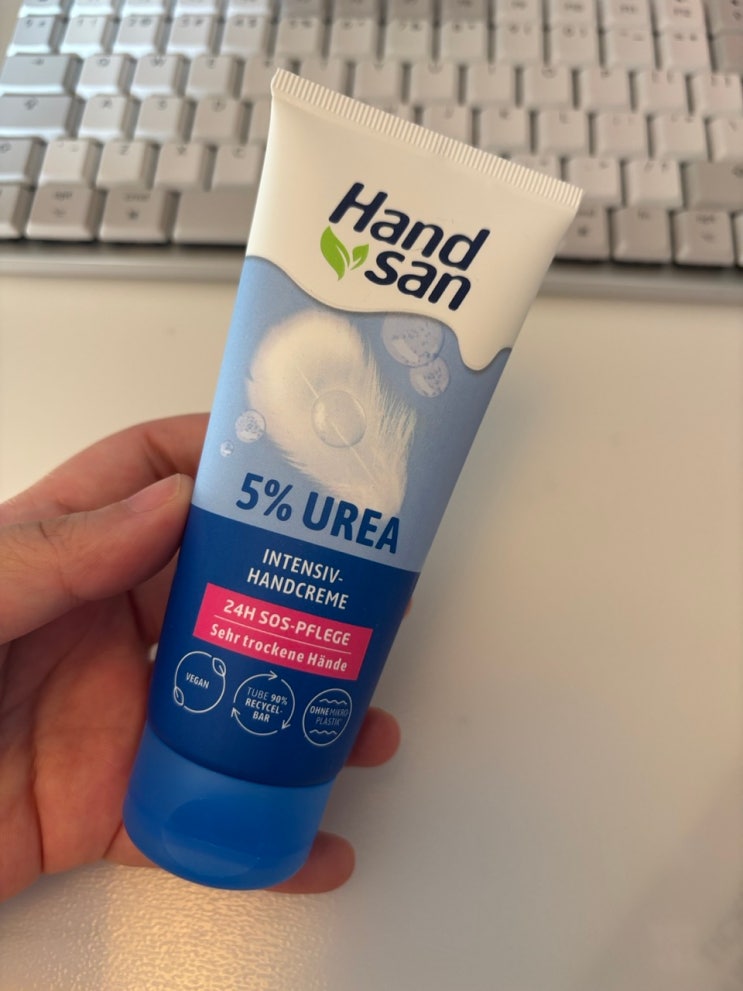 Hand
san
5% UREA
INTENSIV-
HANDCREME
24H SOS-PFLEGE
Sehr trockene Hände
VEGAN
TUBE 90%
RECYCEL-
BAR
OHNE MIKRO-
PLASTIK